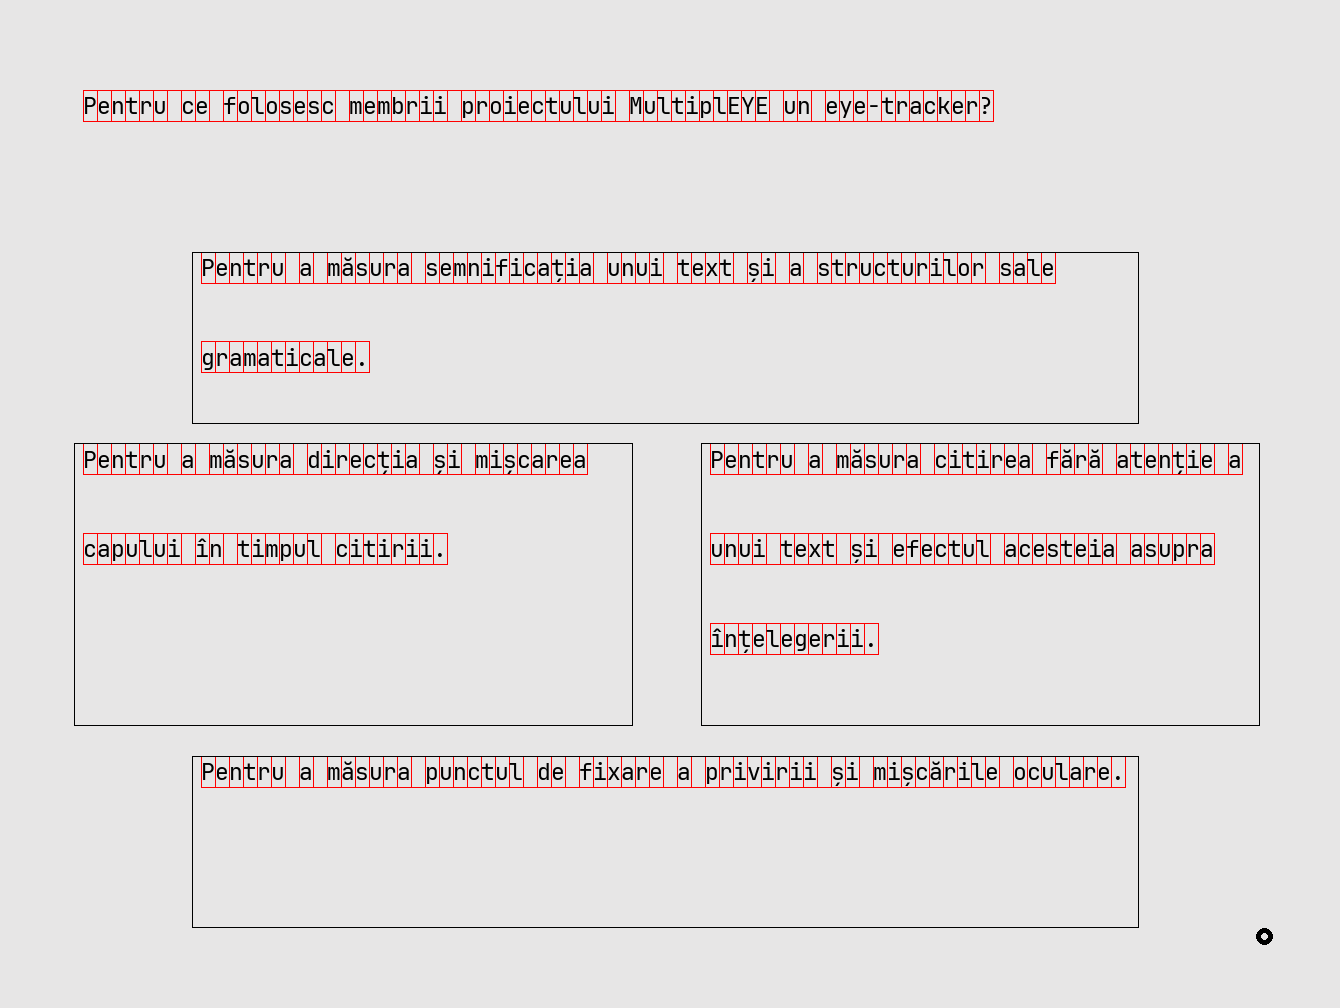 Pentru ce folosesc membrii proiectului MultiplEYE un eye-tracker?
Pentru a măsura semnificația unui text și a structurilor sale
gramaticale.
Pentru a măsura direcția și mișcarea
capului în timpul citirii.
Pentru a măsura citirea fără atenție a
unui text și efectul acesteia asupra
înțelegerii.
Pentru a măsura punctul de fixare a privirii și mișcările oculare.